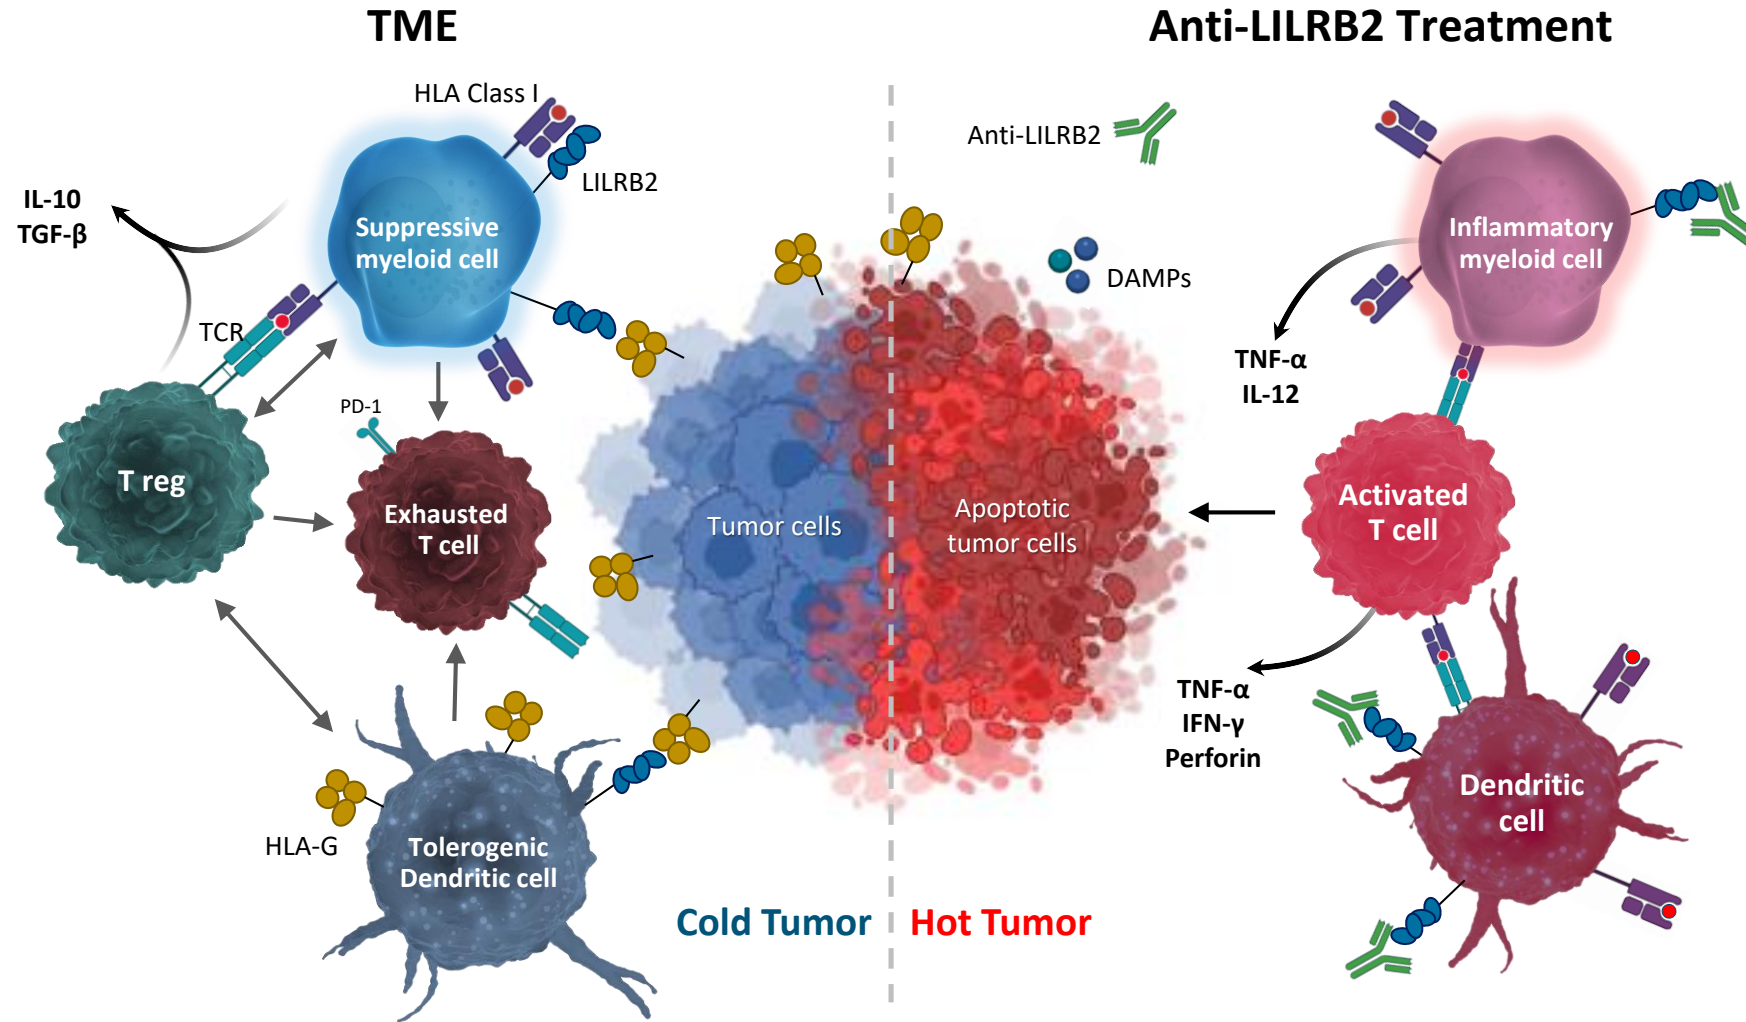 TME
Anti-LILRB2 Treatment
HLA Class I
LILRB2
IL-10
TGF-β
Suppressive
myeloid cell
TCR
PD-1
T reg
Exhausted
T cell
HLA-G
Tolerogenic
Dendritic cell
Tumor cells
Cold Tumor
Anti-LILRB2
DAMPs
Inflammatory
myeloid cell
TNF-α
IL-12
Apoptotic
tumor cells
Activated
T cell
TNF-α
IFN-γ
Perforin
Dendritic
cell
Hot Tumor